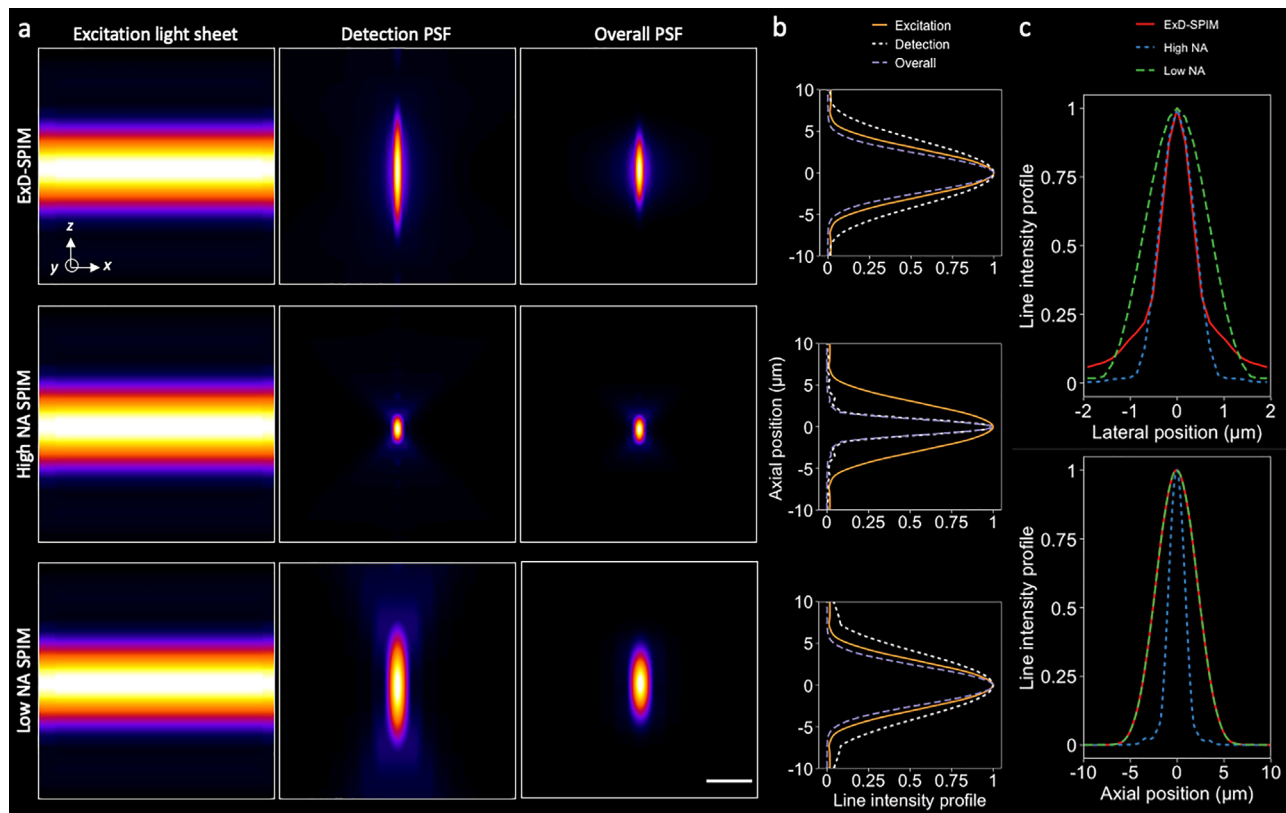 a
Excitation light sheet
Detection PSF
Overall PSF
ExD-SPIM
z
y
x
High NA SPIM
Low NA SPIM
b
Excitation
Detection
Overall
10
5
0
-5
-10
0 0.25 0.5 0.75 1
Axial position (µm)
10
5
0
-5
-10
0 0.25 0.5 0.75 1
10
5
0
-5
-10
0 0.25 0.5 0.75 1
Line intensity profile
c
ExD-SPIM
High NA
Low NA
Line intensity profile
1
0.75
0.5
0.25
0
-2 -1 0 1 2
Lateral position (µm)
Line intensity profile
1
0.75
0.5
0.25
0
-10 -5 0 5 10
Axial position (µm)